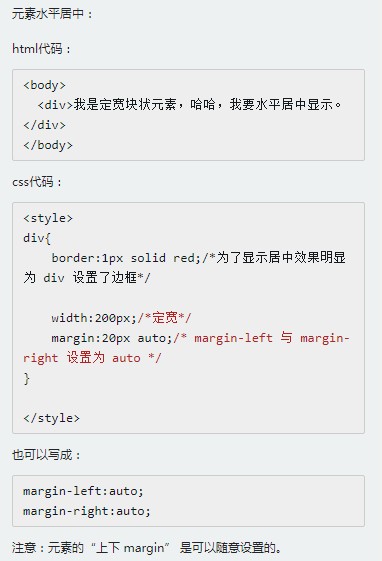 元素水平居中：
html代码：
<body>
  <div>我是定宽块状元素，哈哈，我要水平居中显示。
</div>
</body>
css代码：
<style>
div{
    border:1px solid red;/*为了显示居中效果明显
为 div 设置了边框*/
    width:200px;/*定宽*/
    margin:20px auto;/* margin-left 与 margin-
right 设置为 auto */
}
</style>
也可以写成：
margin-left:auto;
margin-right:auto;
注意：元素的“上下 margin” 是可以随意设置的。